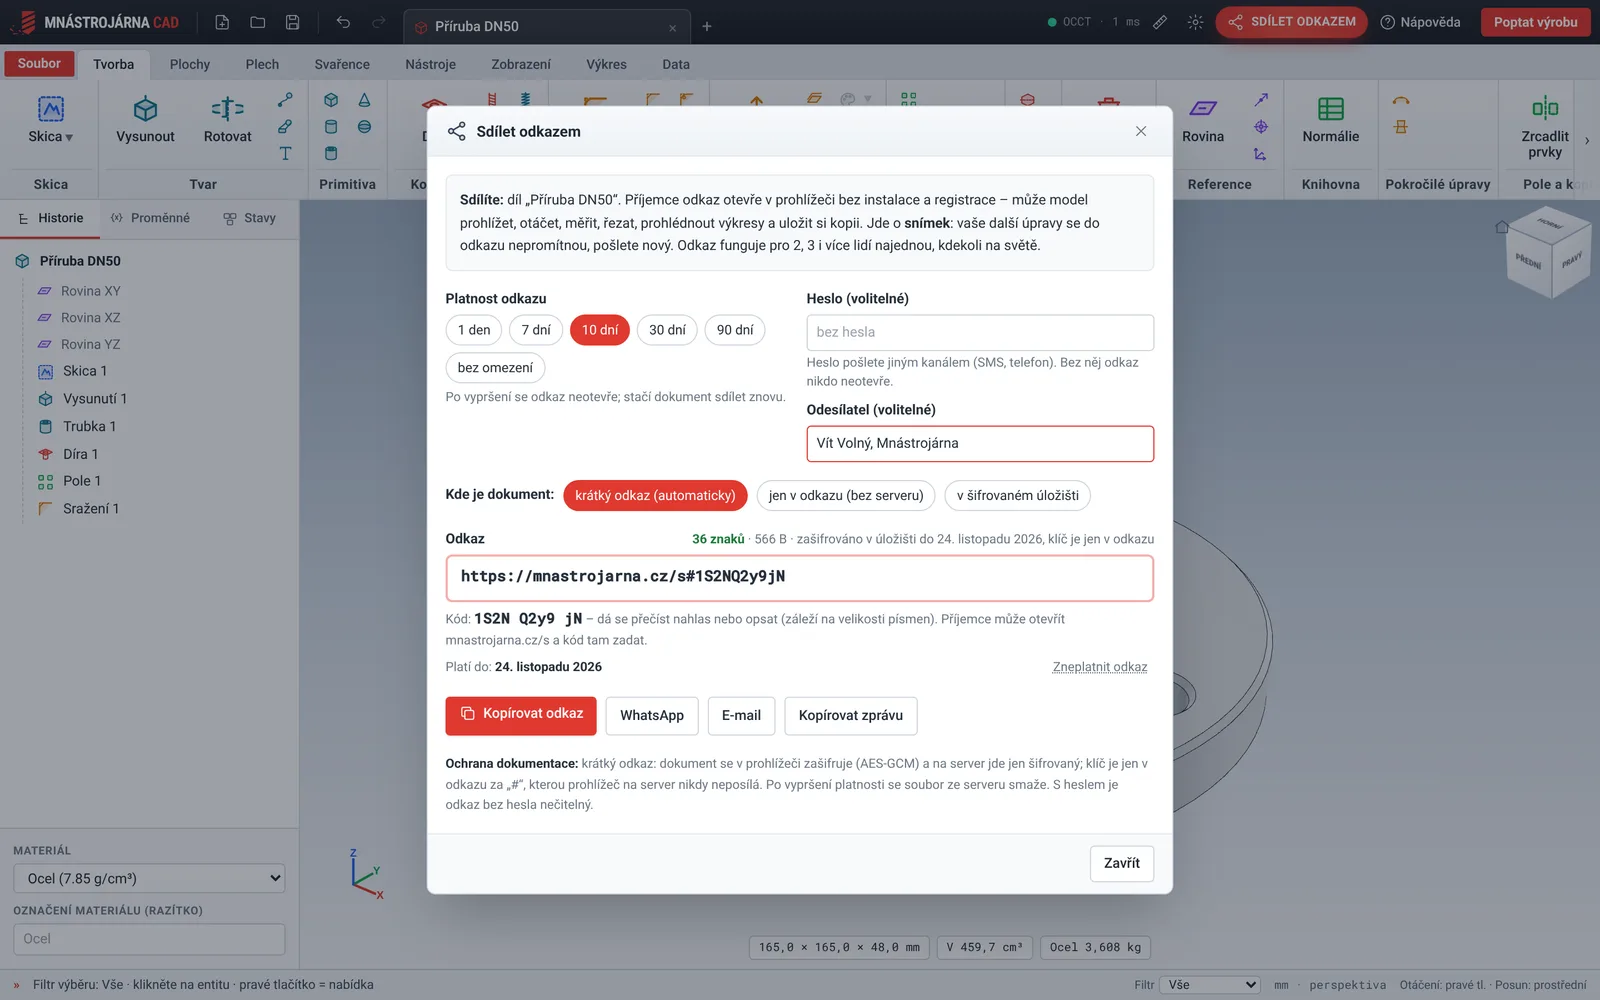 MNÁSTROJÁRNA CAD
Příruba DN50
×
+
OCCT · 1 ms
SDÍLET ODKAZEM
Nápověda
Poptat výrobu
Soubor
Tvorba
Plochy
Plech
Svařence
Nástroje
Zobrazení
Výkres
Data
Skica
Vysunout
Rotovat
Rovina
Normálie
Zrcadlit
prvky
Skica
Tvar
Primitiva
Reference
Knihovna
Pokročilé úpravy
Historie
Proměnné
Stavy
Příruba DN50
Rovina XY
Rovina XZ
Rovina YZ
Skica 1
Vysunutí 1
Trubka 1
Díra 1
Pole 1
Sražení 1
MATERIÁL
Ocel (7.85 g/cm³)
OZNAČENÍ MATERIÁLU (RAZÍTKO)
Ocel
HORNÍ
PŘEDNÍ
PRAVÝ
Sdílet odkazem
Sdílíte: díl „Příruba DN50“. Příjemce odkaz otevře v prohlížeči bez instalace a registrace – může model
prohlížet, otáčet, měřit, řezat, prohlédnout výkresy a uložit si kopii. Jde o snímek: vaše další úpravy se do
odkazu nepromítnou, pošlete nový. Odkaz funguje pro 2, 3 i více lidí najednou, kdekoli na světě.
Platnost odkazu
1 den
7 dní
10 dní
30 dní
90 dní
bez omezení
Po vypršení se odkaz neotevře; stačí dokument sdílet znovu.
Heslo (volitelné)
bez hesla
Heslo pošlete jiným kanálem (SMS, telefon). Bez něj odkaz
nikdo neotevře.
Odesílatel (volitelné)
Vít Volný, Mnástrojárna
Kde je dokument:
krátký odkaz (automaticky)
jen v odkazu (bez serveru)
v šifrovaném úložišti
Odkaz
36 znaků · 566 B · zašifrováno v úložišti do 24. listopadu 2026, klíč je jen v odkazu
https://mnastrojarna.cz/s#1S2NQ2y9jN
Kód: 1S2N Q2y9 jN – dá se přečíst nahlas nebo opsat (záleží na velikosti písmen). Příjemce může otevřít
mnastrojarna.cz/s a kód tam zadat.
Platí do: 24. listopadu 2026
Zneplatnit odkaz
Kopírovat odkaz
WhatsApp
E-mail
Kopírovat zprávu
Ochrana dokumentace: krátký odkaz: dokument se v prohlížeči zašifruje (AES-GCM) a na server jde jen šifrovaný; klíč je jen v
odkazu za „#“, kterou prohlížeč na server nikdy neposílá. Po vypršení platnosti se soubor ze serveru smaže. S heslem je
odkaz bez hesla nečitelný.
Zavřít
Z
Y
X
165,0 × 165,0 × 48,0 mm
V 459,7 cm³
Ocel 3,608 kg
» Filtr výběru: Vše · klikněte na entitu · pravé tlačítko = nabídka
Filtr
Vše
mm · perspektiva
Otáčení: pravé tl. · Posun: prostřední